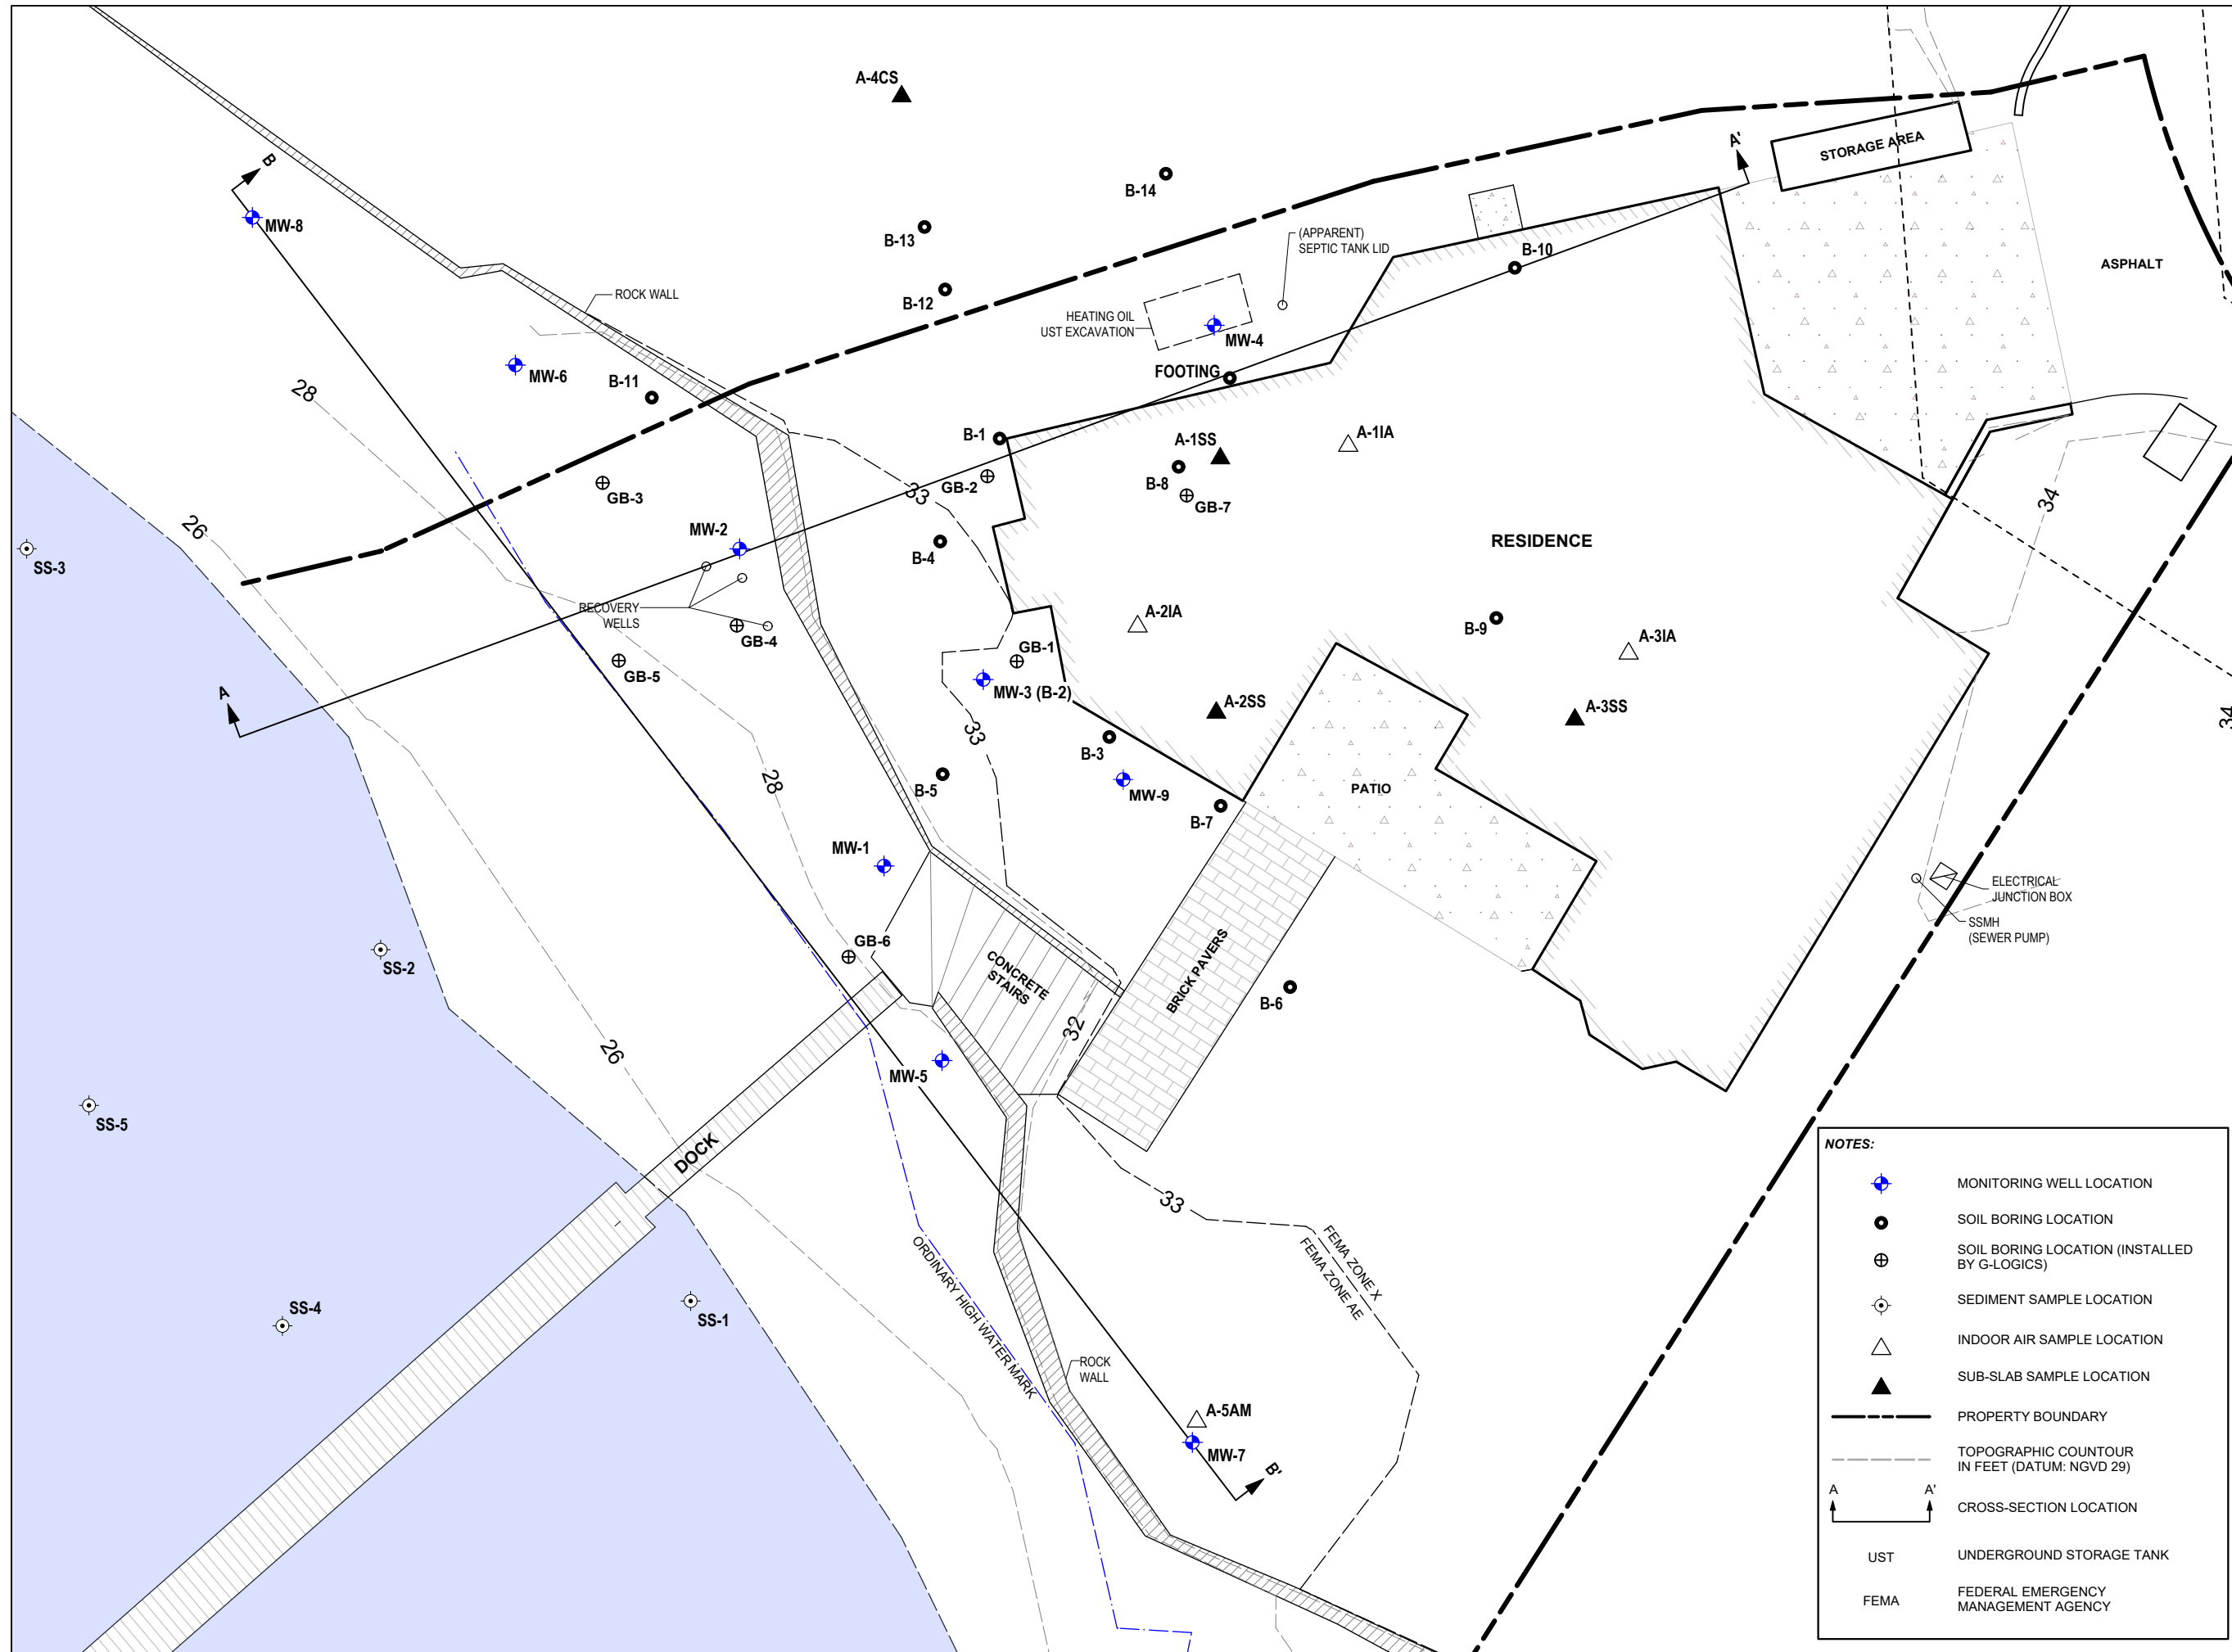 A-4CS
B-14
B-13
B-12
B
MW-8
ROCK WALL
(APPARENT)
SEPTIC TANK LID
HEATING OIL
UST EXCAVATION
MW-4
FOOTING
B-10
A'
STORAGE AREA
ASPHALT
28
MW-6
B-11
B-1
A-1SS
A-1IA
B-8
GB-7
GB-2
33
GB-3
MW-2
B-4
26
SS-3
RECOVERY
WELLS
GB-4
GB-5
A
RESIDENCE
34
A-2IA
B-9
A-3IA
GB-1
MW-3 (B-2)
A-2SS
A-3SS
34
33
B-3
B-5
MW-9
B-7
PATIO
28
MW-1
GB-6
CONCRETE
STAIRS
BRICK PAVERS
B-6
ELECTRICAL
JUNCTION BOX
SSMH
(SEWER PUMP)
SS-2
26
32
MW-5
SS-5
DOCK
33
FEMA ZONE X
FEMA ZONE AE
ORDINARY HIGH WATER MARK
SS-4
SS-1
ROCK
WALL
A-5AM
MW-7
B'
NOTES:
MONITORING WELL LOCATION
SOIL BORING LOCATION
SOIL BORING LOCATION (INSTALLED
BY G-LOGICS)
SEDIMENT SAMPLE LOCATION
INDOOR AIR SAMPLE LOCATION
SUB-SLAB SAMPLE LOCATION
PROPERTY BOUNDARY
TOPOGRAPHIC COUNTOUR
IN FEET (DATUM: NGVD 29)
A A'
CROSS-SECTION LOCATION
UST UNDERGROUND STORAGE TANK
FEMA FEDERAL EMERGENCY
MANAGEMENT AGENCY